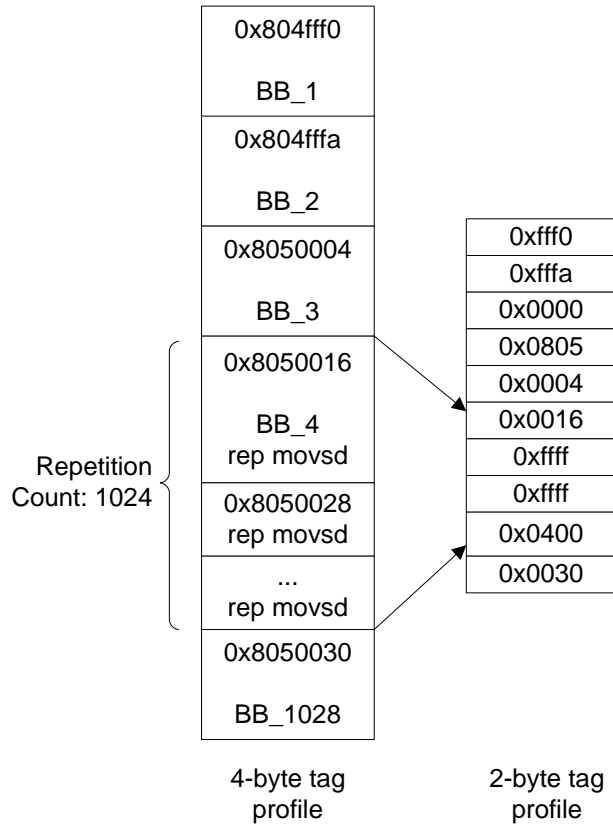 0x804fff0
BB_1
0x804fffa
BB_2
0x8050004
BB_3
0x8050016
BB_4
rep movsd
0x8050028
rep movsd
...
rep movsd
0x8050030
BB_1028
Repetition
Count: 1024
4-byte tag
profile
0xfff0
0xfffa
0x0000
0x0805
0x0004
0x0016
0xffff
0xffff
0x0400
0x0030
2-byte tag
profile